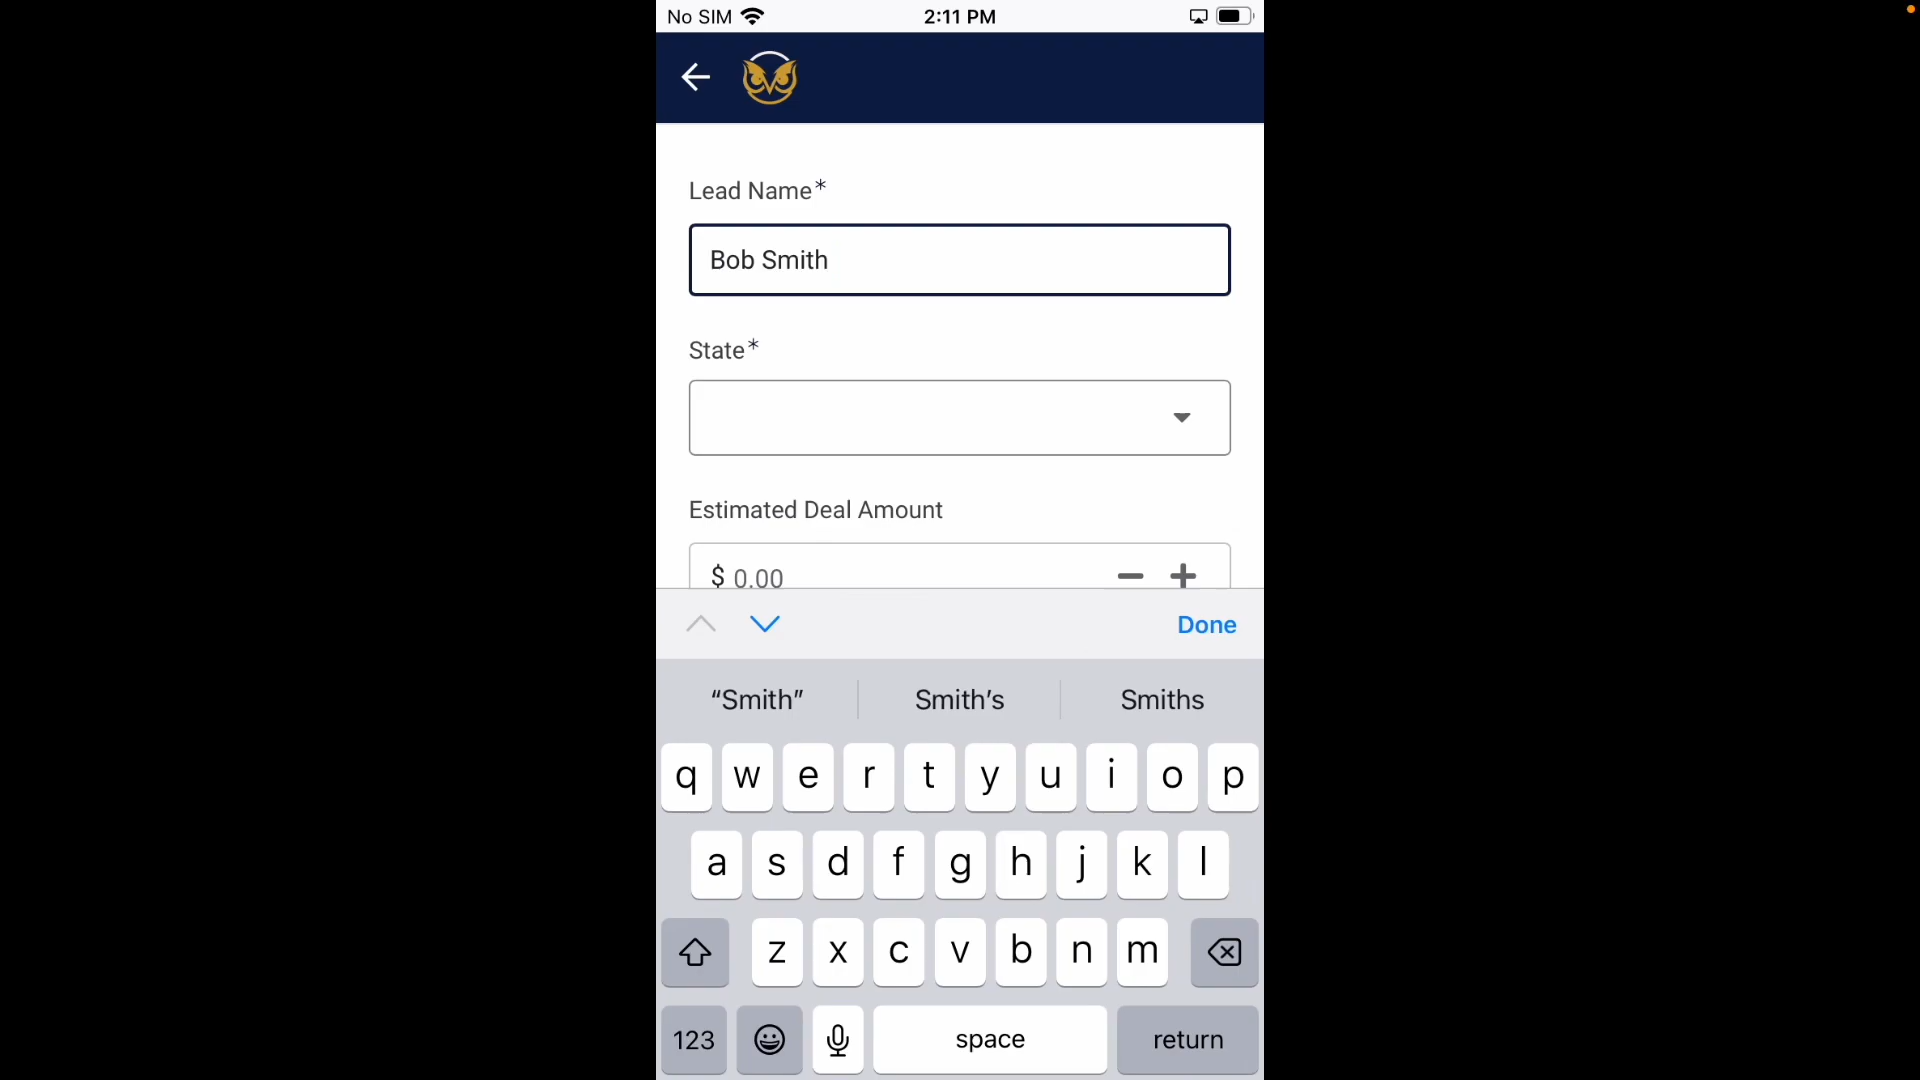 No SIM 2:11 PM
Lead Name*
Bob Smith
State*
Estimated Deal Amount
$ 0.00
Done
“Smith” Smith’s Smiths
q w e r t y u i o p
a s d f g h j k l
z x c v b n m
123 space return